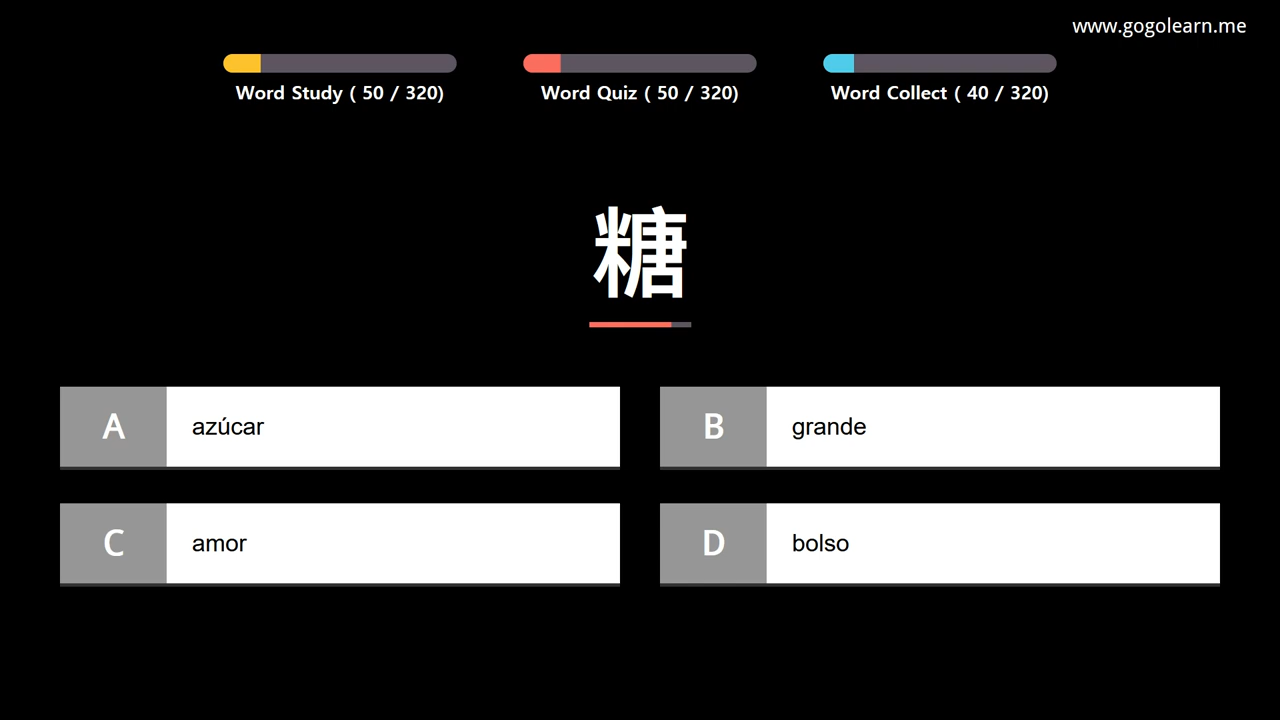 www.gogolearn.me
Word Study ( 50 / 320)
Word Quiz ( 50 / 320)
Word Collect ( 40 / 320)
糖
A azúcar
B grande
C amor
D bolso